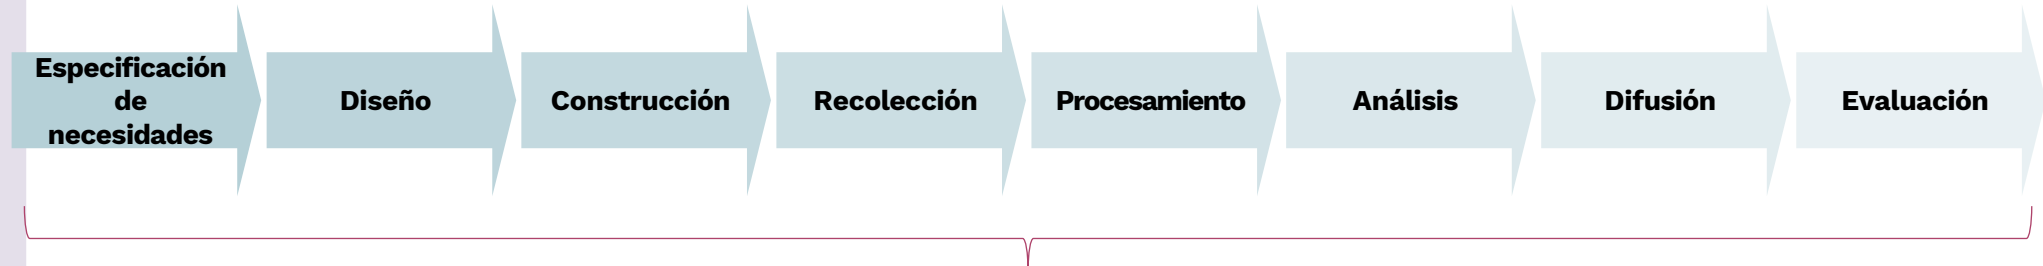 Especificación
de
necesidades
Diseño
Construcción
Recolección
Procesamiento
Análisis
Difusión
Evaluación